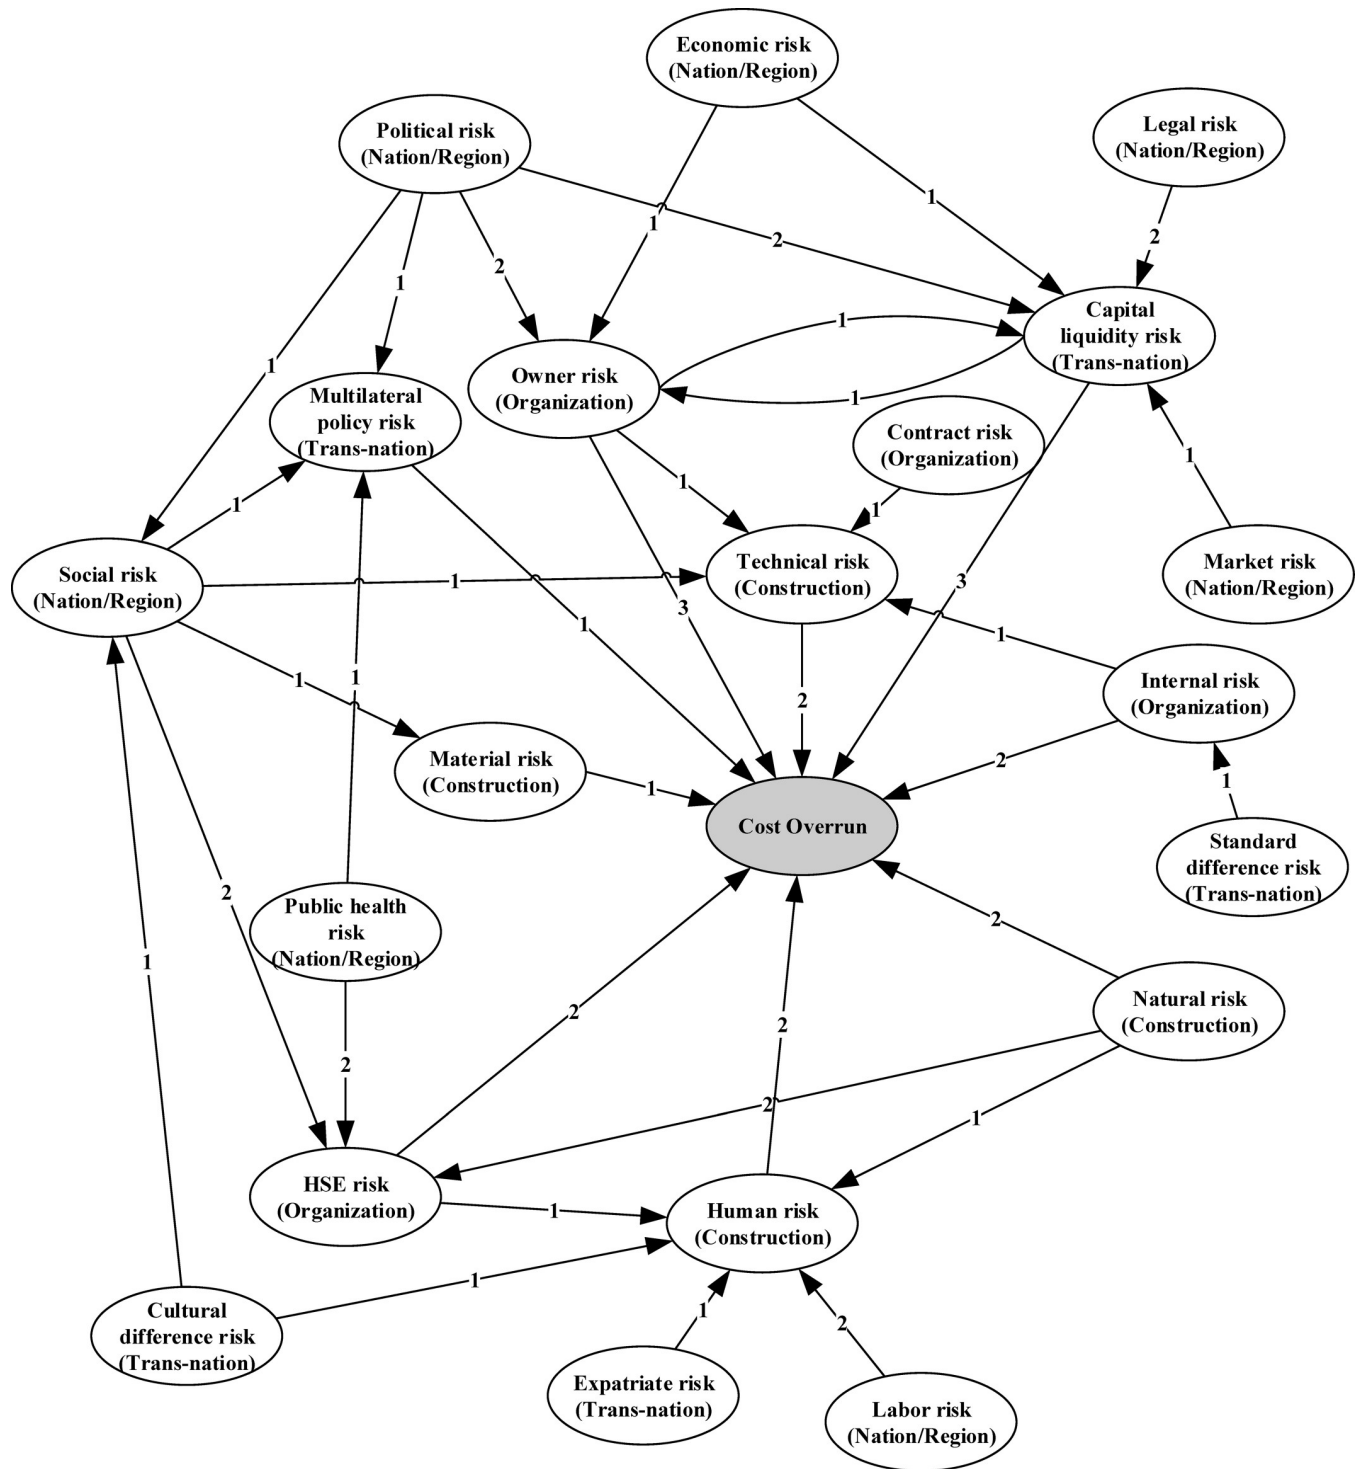 Economic risk
(Nation/Region)
Political risk
(Nation/Region)
Legal risk
(Nation/Region)
1
2
1
2
2
1
1
Capital
liquidity risk
(Trans-nation)
1
1
Owner risk
(Organization)
Multilateral
policy risk
(Trans-nation)
1
Contract risk
(Organization)
1
1
1
1
Technical risk
(Construction)
Market risk
(Nation/Region)
Social risk
(Nation/Region)
1
3
3
1
1
1
1
2
Internal risk
(Organization)
Material risk
(Construction)
1
2
1
Cost Overrun
Standard
difference risk
(Trans-nation)
2
Public health
risk
(Nation/Region)
2
1
2
2
Natural risk
(Construction)
2
2
1
HSE risk
(Organization)
1
Human risk
(Construction)
1
Cultural
difference risk
(Trans-nation)
1
2
Expatriate risk
(Trans-nation)
Labor risk
(Nation/Region)